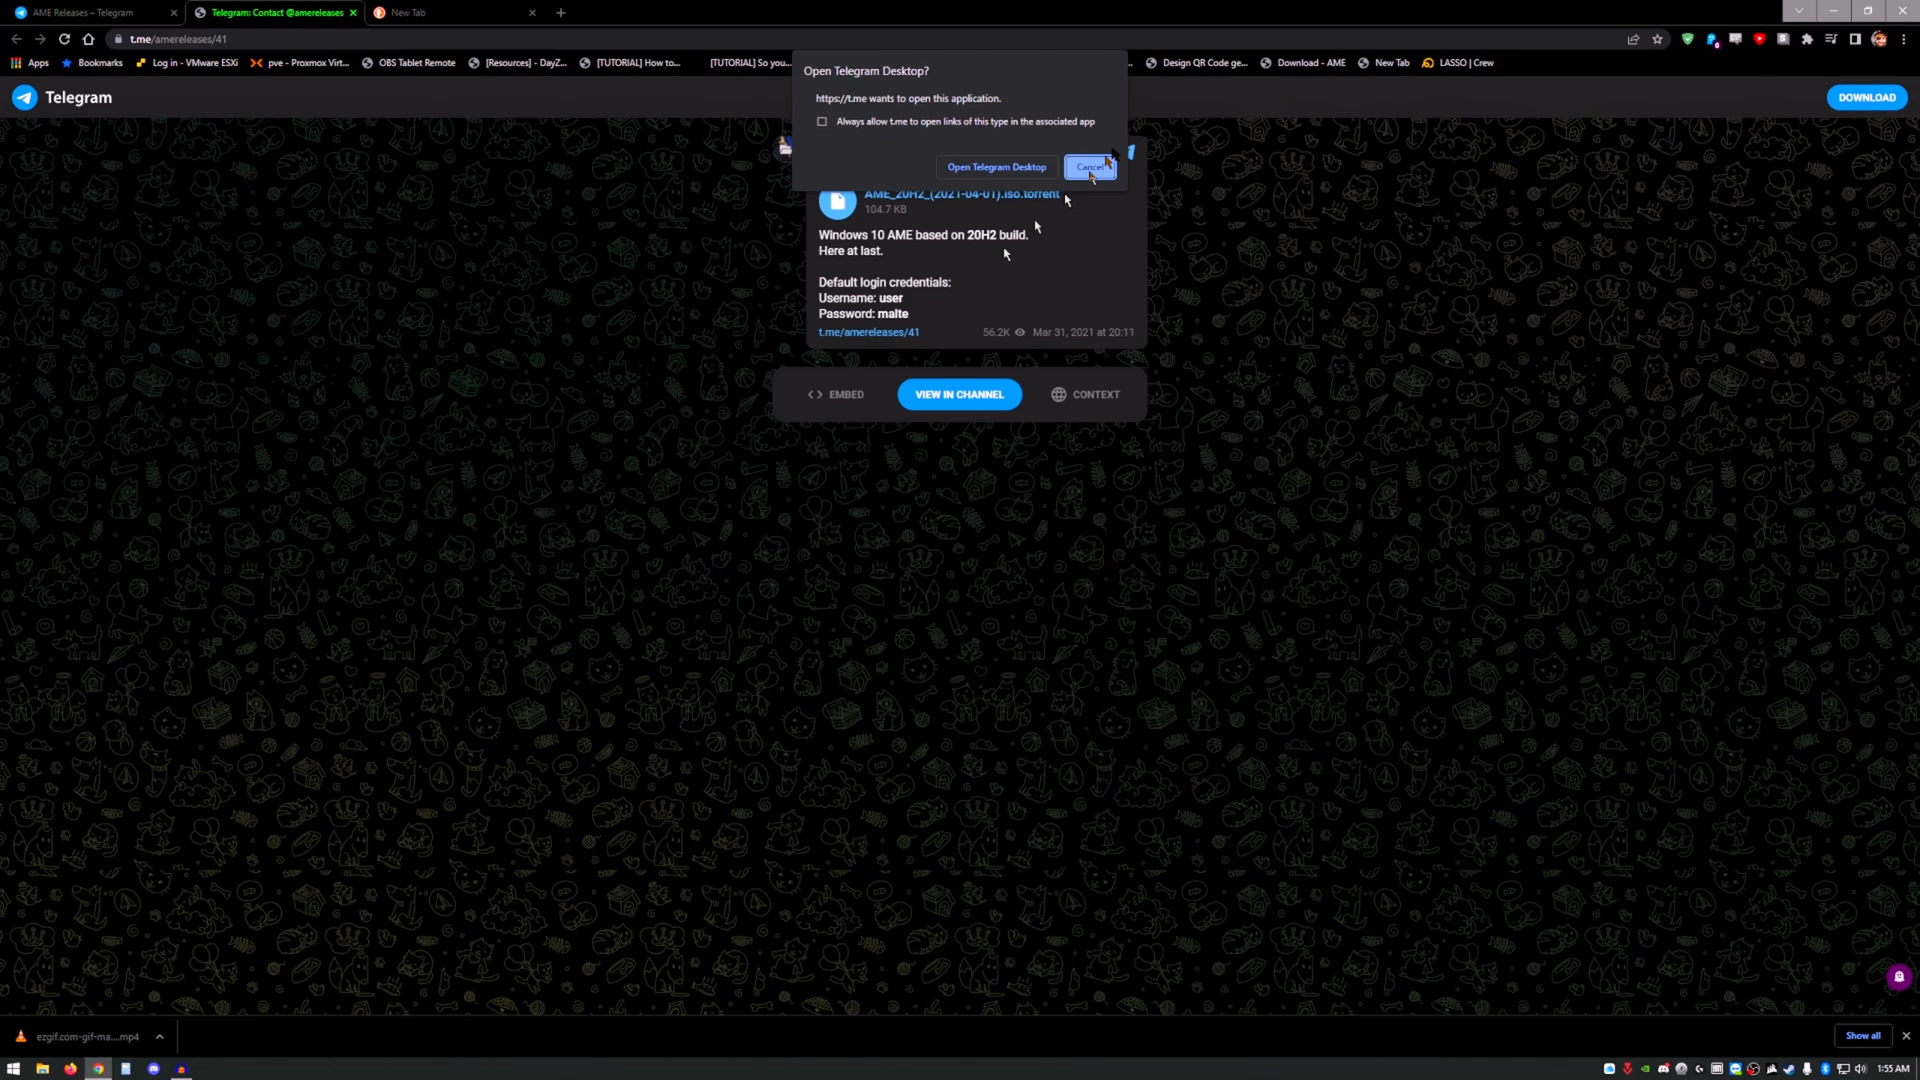 AME Releases – Telegram
Telegram: Contact @amereleases
New Tab
t.me/amereleases/41
Apps
Bookmarks
Log in - VMware ESXi
pve - Proxmox Virt...
OBS Tablet Remote
[Resources] - DayZ...
[TUTORIAL] How to...
[TUTORIAL] So you...
Design QR Code ge...
Download - AME
New Tab
LASSO | Crew
Telegram
DOWNLOAD
Open Telegram Desktop?
https://t.me wants to open this application.
Always allow t.me to open links of this type in the associated app
Open Telegram Desktop
Cancel
AME_20H2_(2021-04-01).iso.torrent
104.7 KB
Windows 10 AME based on 20H2 build.
Here at last.
Default login credentials:
Username: user
Password: malte
t.me/amereleases/41
56.2K
Mar 31, 2021 at 20:11
EMBED
VIEW IN CHANNEL
CONTEXT
ezgif.com-gif-ma....mp4
Show all
1:55 AM